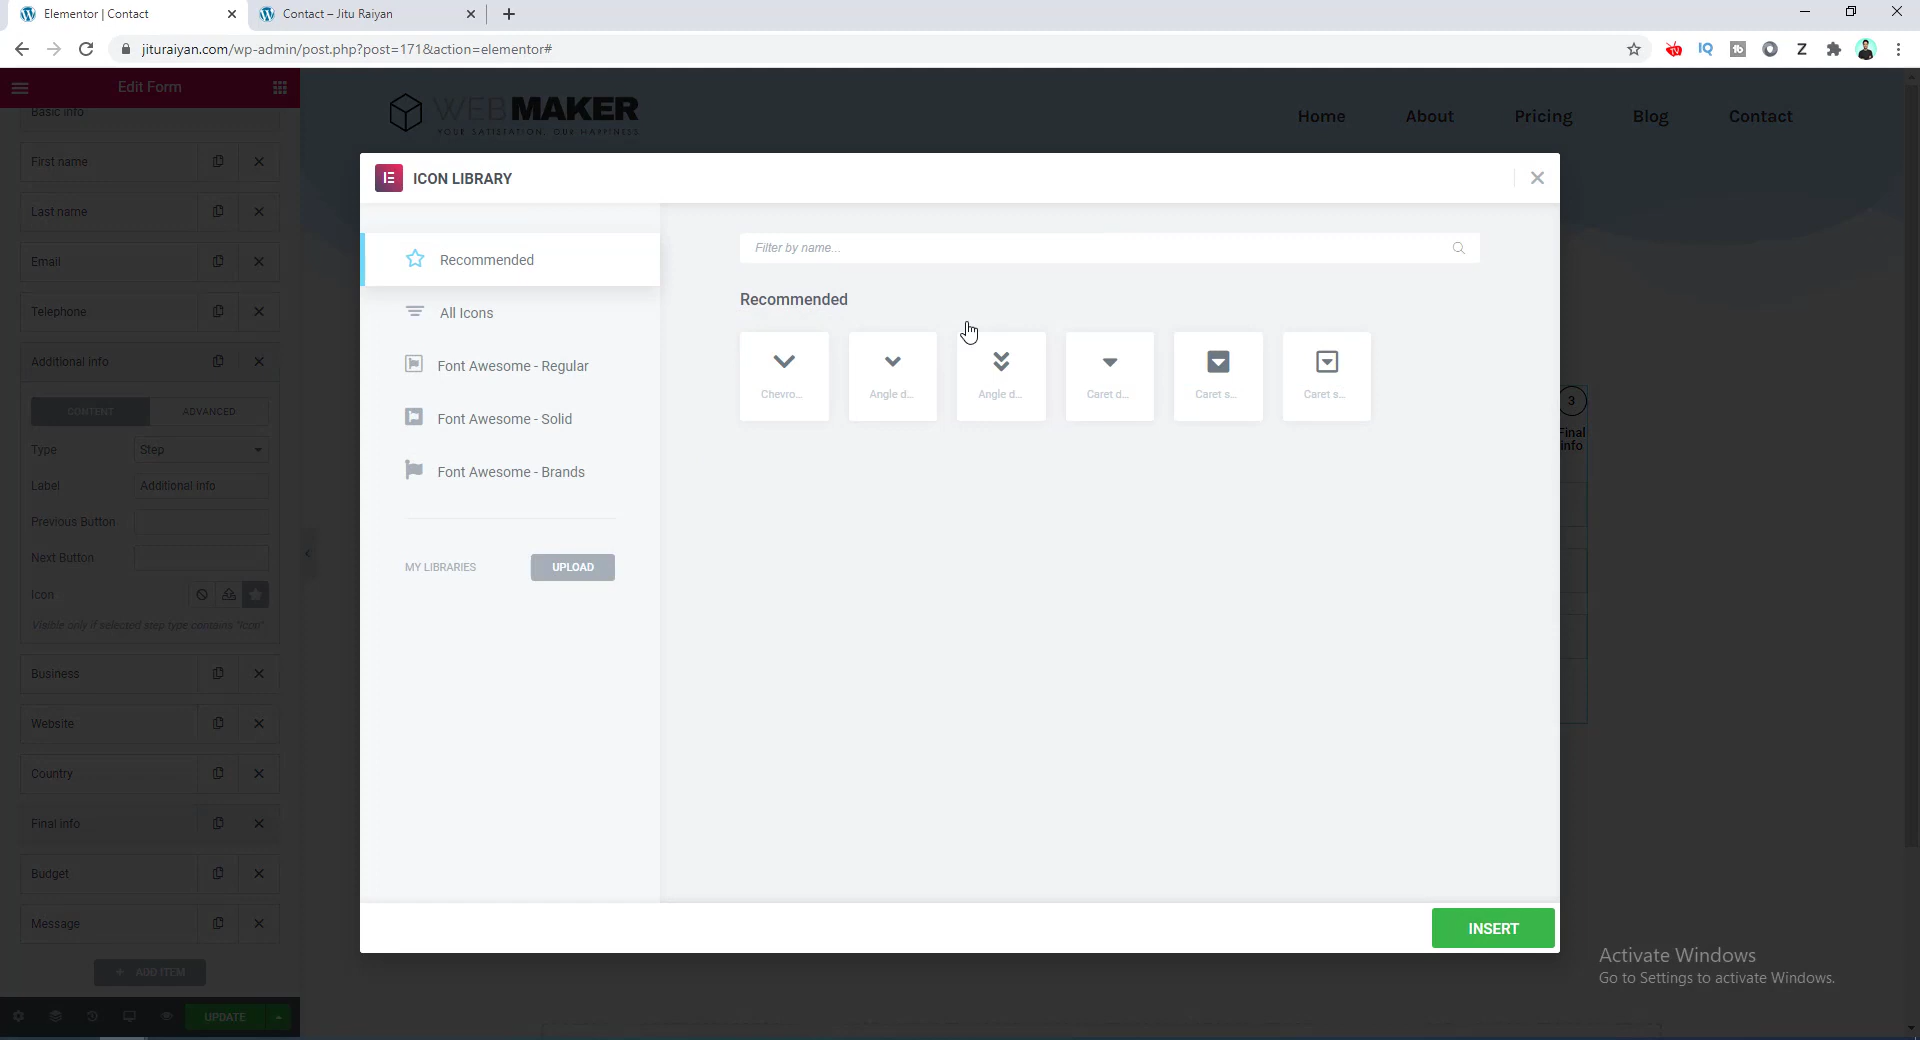 Elementor | Contact
Contact – Jitu Raiyan
jituraiyan.com/wp-admin/post.php?post=171&action=elementor#
Edit Form
Basic info
First name
Last name
Email
Telephone
Additional info
CONTENT
ADVANCED
Type
Step
Label
Additional info
Previous Button
Next Button
Icon
Visible only if selected step type contains "Icon".
Business
Website
Country
Final info
Budget
Message
+ ADD ITEM
UPDATE
WEBMAKER
YOUR SATISFATION, OUR HAPPINESS
Home
About
Pricing
Blog
Contact
ICON LIBRARY
Recommended
All Icons
Font Awesome - Regular
Font Awesome - Solid
Font Awesome - Brands
MY LIBRARIES
UPLOAD
Filter by name...
Recommended
Chevro...
Angle d...
Angle d...
Caret d...
Caret s...
Caret s...
INSERT
3
Final
info
Activate Windows
Go to Settings to activate Windows.